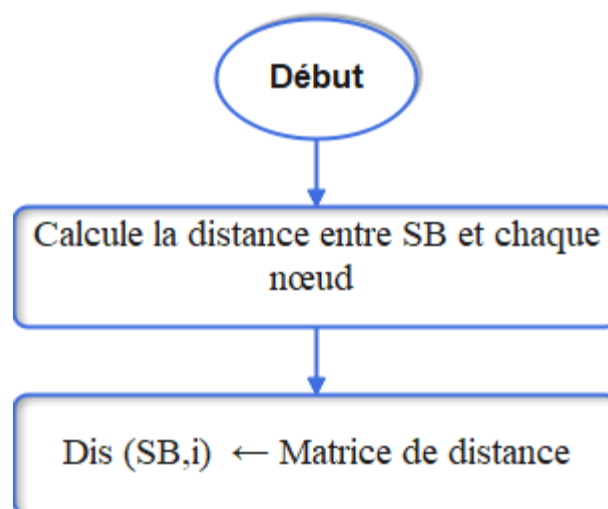 Début
Calcule la distance entre SB et chaque
nœud
Dis (SB,i) ← Matrice de distance